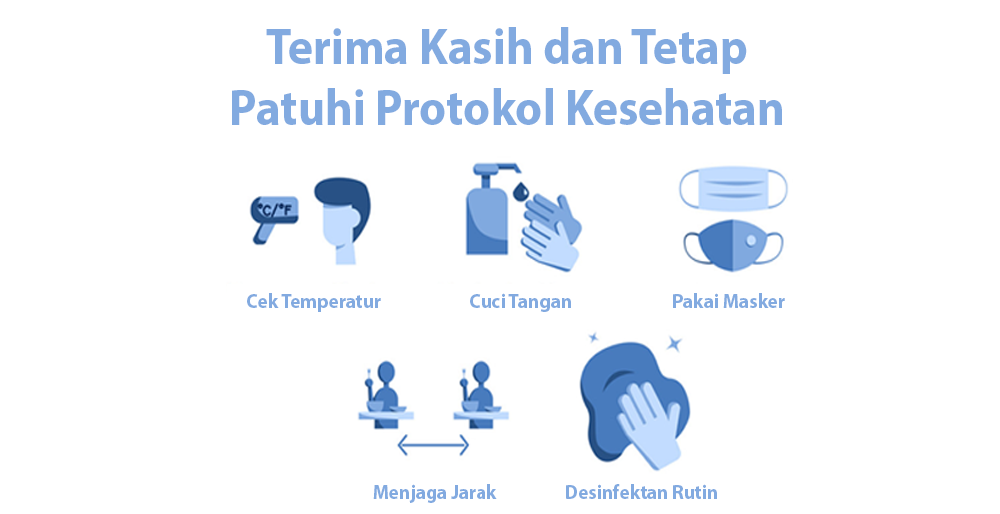 Terima Kasih dan Tetap
Patuhi Protokol Kesehatan
°C/°F
Cek Temperatur
Cuci Tangan
Pakai Masker
Menjaga Jarak
Desinfektan Rutin